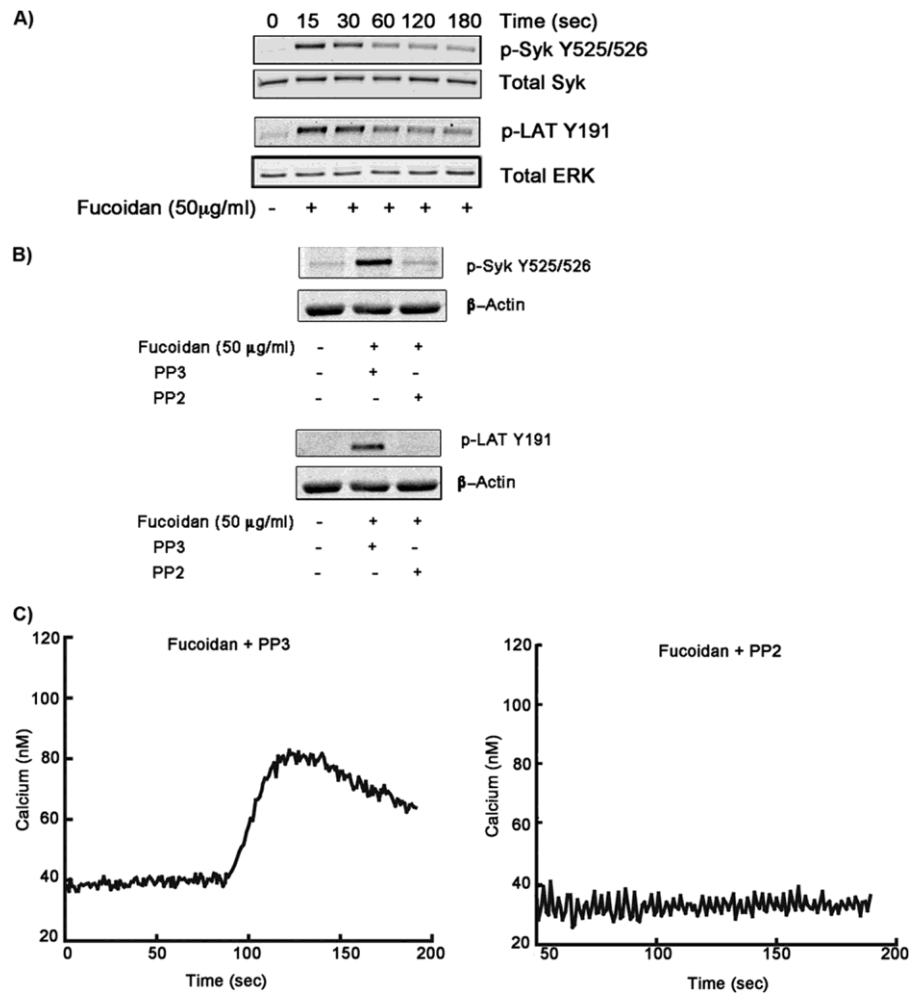 A)
0 15 30 60 120 180 Time (sec)
p-Syk Y525/526
Total Syk
p-LAT Y191
Total ERK
Fucoidan (50μg/ml) - + + + + +
B)
p-Syk Y525/526
β-Actin
Fucoidan (50 μg/ml) - + +
PP3 - + -
PP2 - - +
p-LAT Y191
β-Actin
Fucoidan (50 μg/ml) - + +
PP3 - + -
PP2 - - +
C)
Fucoidan + PP3
120
100
80
60
40
20
Calcium (nM)
0 50 100 150 200
Time (sec)
Fucoidan + PP2
120
100
80
60
40
20
Calcium (nM)
50 100 150 200
Time (sec)